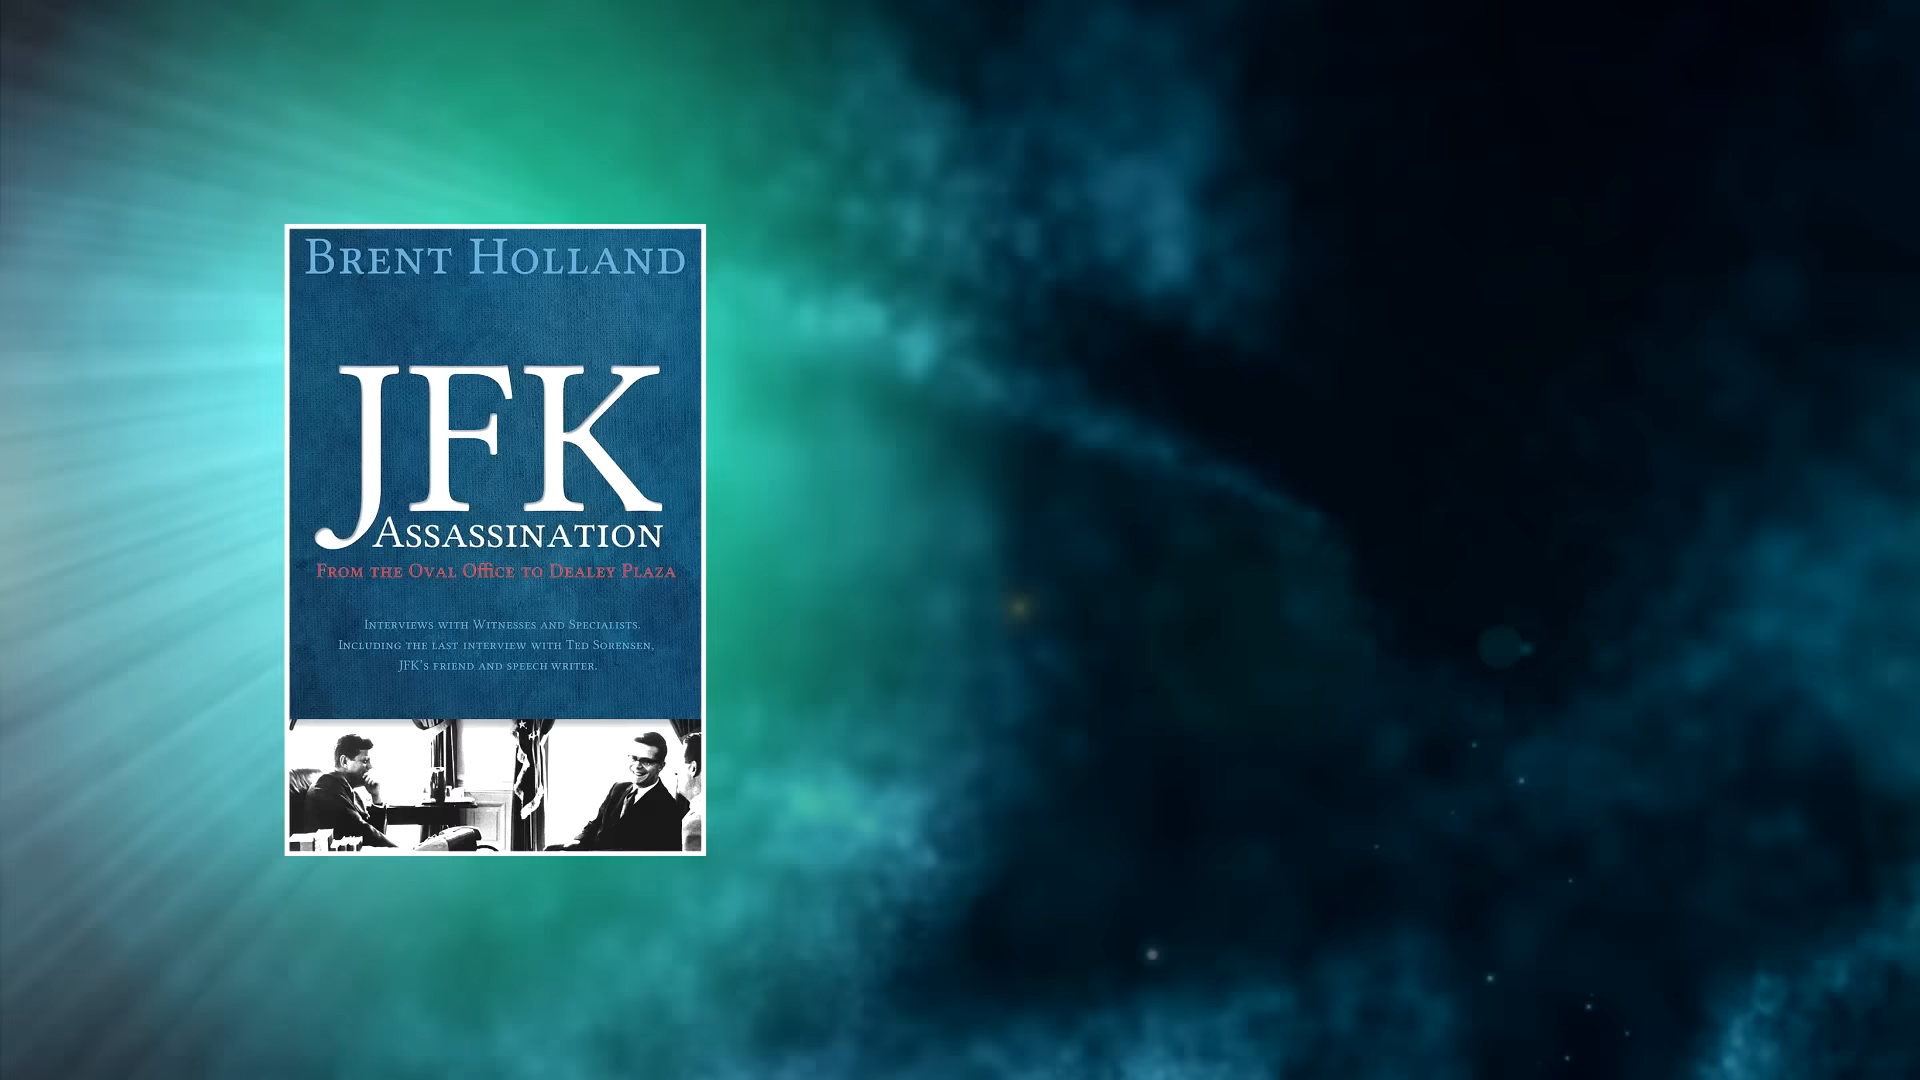 Brent Holland
JFK
Assassination
From the Oval Office to Dealey Plaza
Interviews with Witnesses and Specialists.
Including the last interview with Ted Sorensen,
JFK's friend and speech writer.